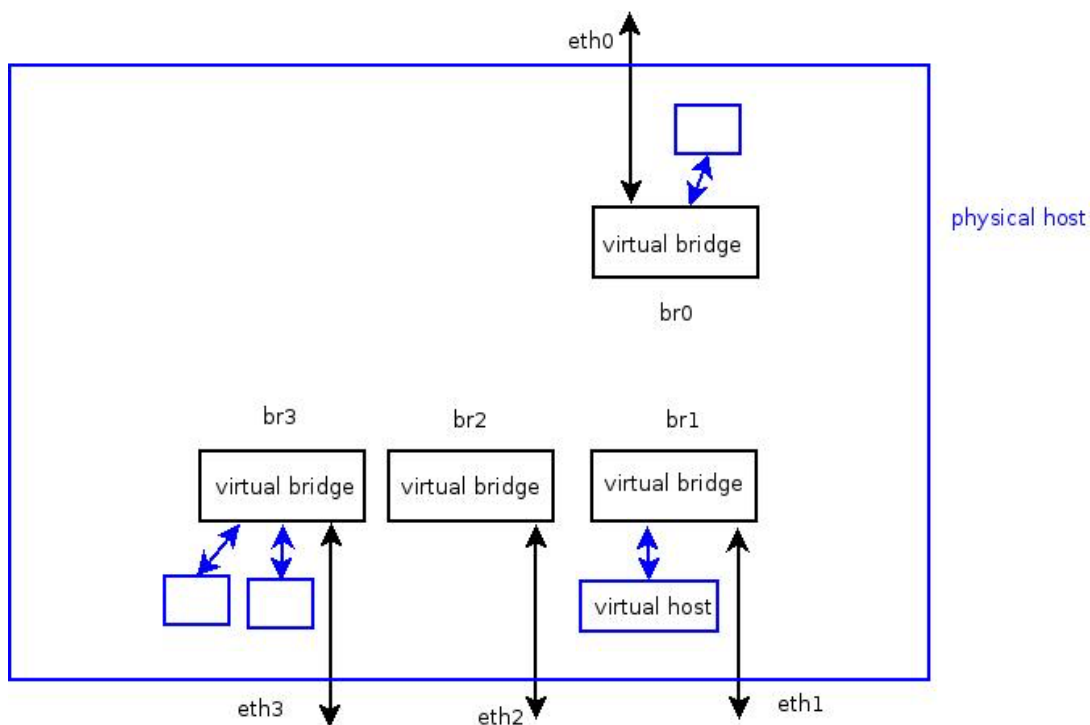 eth0
physical host
virtual bridge
br0
br3
br2
br1
virtual bridge
virtual bridge
virtual bridge
virtual host
eth3
eth2
eth1